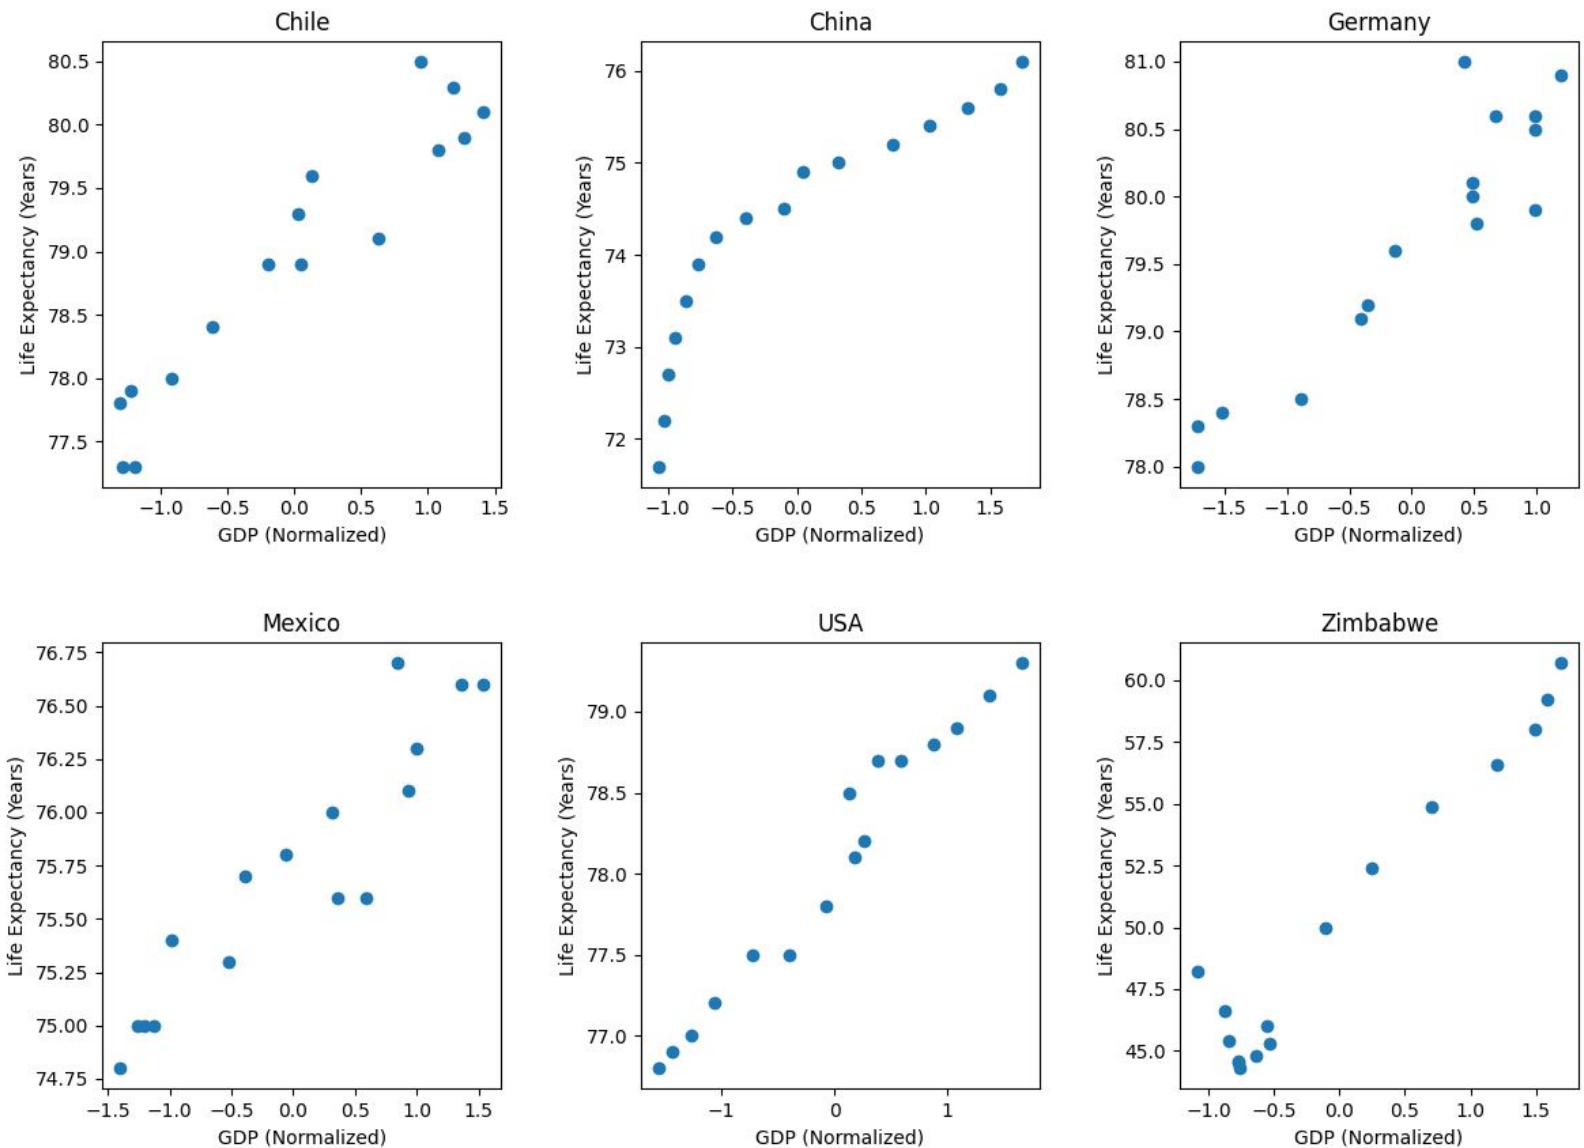 Chile
80.5
80.0
79.5
79.0
78.5
78.0
77.5
Life Expectancy (Years)
−1.0 −0.5 0.0 0.5 1.0 1.5
GDP (Normalized)
China
76
75
74
73
72
Life Expectancy (Years)
−1.0 −0.5 0.0 0.5 1.0 1.5
GDP (Normalized)
Germany
81.0
80.5
80.0
79.5
79.0
78.5
78.0
Life Expectancy (Years)
−1.5 −1.0 −0.5 0.0 0.5 1.0
GDP (Normalized)
Mexico
76.75
76.50
76.25
76.00
75.75
75.50
75.25
75.00
74.75
Life Expectancy (Years)
−1.5 −1.0 −0.5 0.0 0.5 1.0 1.5
GDP (Normalized)
USA
79.0
78.5
78.0
77.5
77.0
Life Expectancy (Years)
−1 0 1
GDP (Normalized)
Zimbabwe
60.0
57.5
55.0
52.5
50.0
47.5
45.0
Life Expectancy (Years)
−1.0 −0.5 0.0 0.5 1.0 1.5
GDP (Normalized)